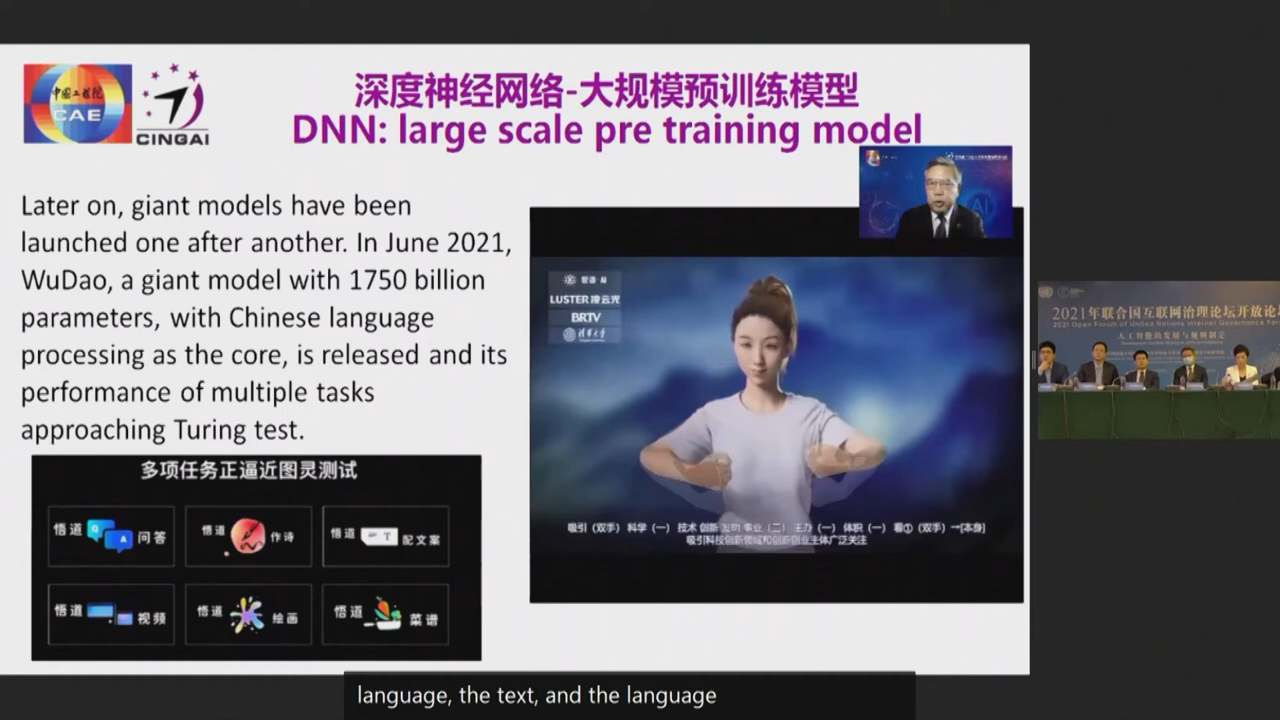 深度神经网络-大规模预训练模型
DNN: large scale pre training model
中国工程院
CAE
CINGAI
Later on, giant models have been
launched one after another. In June 2021,
WuDao, a giant model with 1750 billion
parameters, with Chinese language
processing as the core, is released and its
performance of multiple tasks
approaching Turing test.
多项任务正逼近图灵测试
悟道 Q A 问答
悟道 作诗
悟道 T 配文案
悟道 视频
悟道 绘画
悟道 菜谱
智谱·AI
LUSTER 凌云光
BRTV
清华大学
吸引（双手） 科学（一） 技术 创新 发明 事业（二） 主办（一） 体积（一） 看①（双手）→[本身]
吸引科技创新领域和创新创业主体广泛关注
AI
2021年联合国互联网治理论坛开放论坛
2021 Open Forum of United Nations Internet Governance
人工智能的发展与规则制定
language, the text, and the language